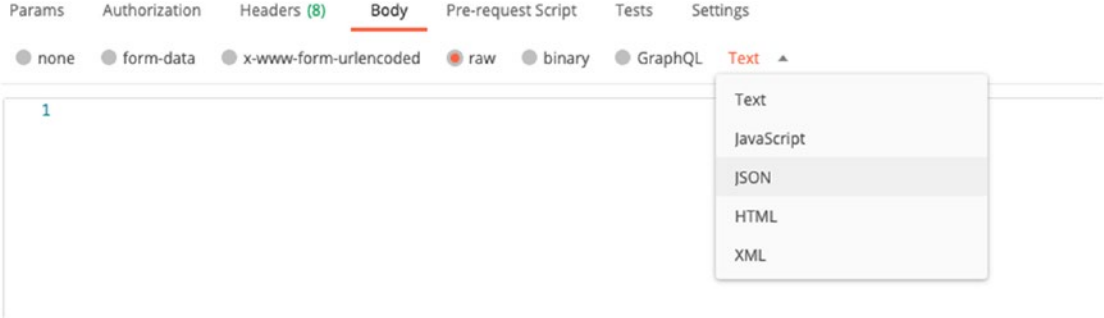 Params Authorization Headers (8) Body Pre-request Script Tests Settings
none form-data x-www-form-urlencoded raw binary GraphQL Text
1
Text
JavaScript
JSON
HTML
XML